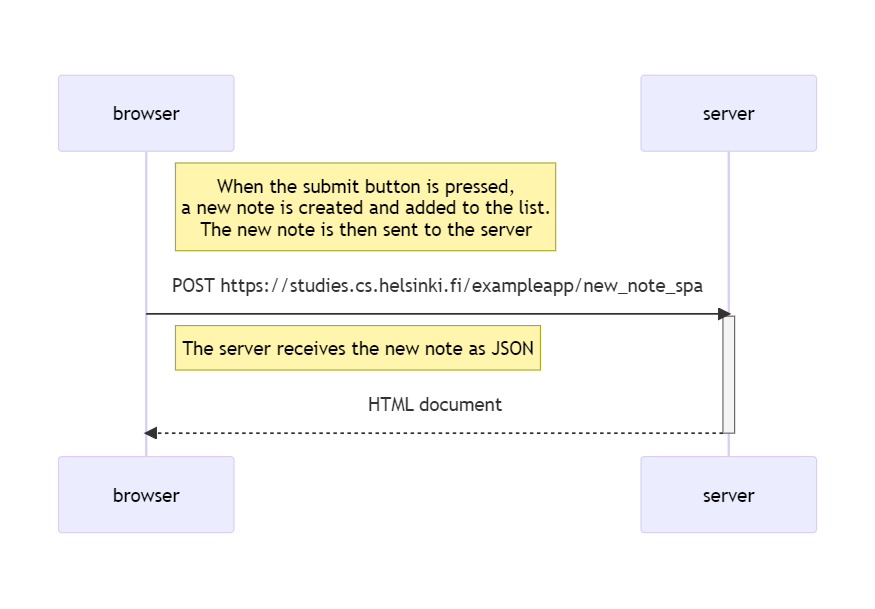 browser
server
When the submit button is pressed,
a new note is created and added to the list.
The new note is then sent to the server
POST https://studies.cs.helsinki.fi/exampleapp/new_note_spa
The server receives the new note as JSON
HTML document
browser
server